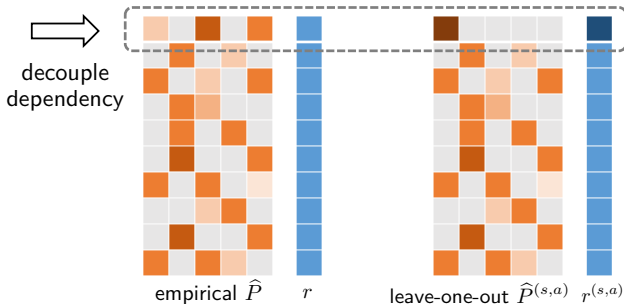 decouple
dependency
empirical P̂ r
leave-one-out P̂^(s,a) r^(s,a)